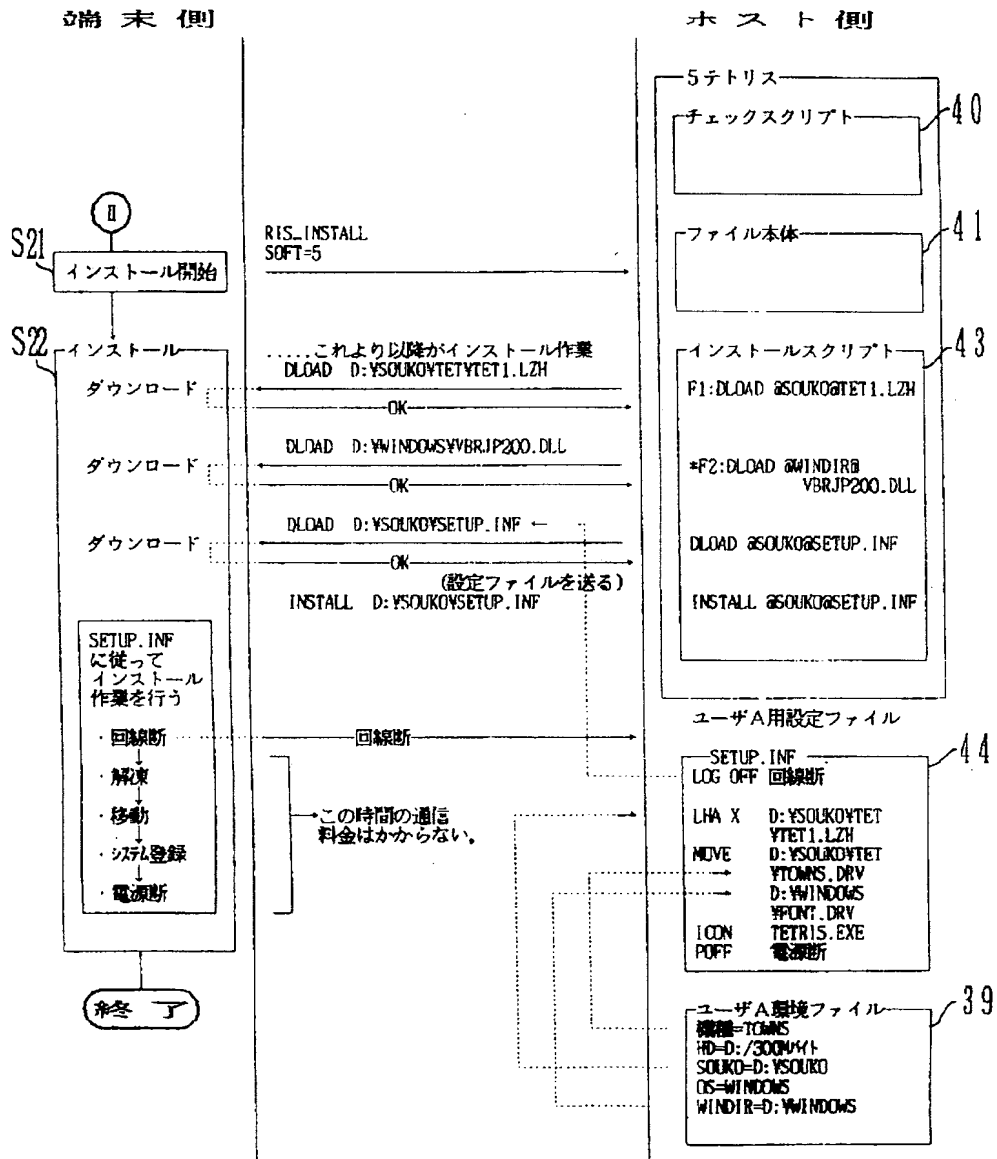 端末側
ホスト側
5テトリス
チェックスクリプト
40
II
S21
インストール開始
RIS_INSTALL
SOFT=5
ファイル本体
41
S22
インストール
.....これより以降がインストール作業
インストールスクリプト
43
ダウンロード
DLOAD D:¥SOUKO¥TET¥TET1.LZH
OK
F1:DLOAD @SOUKO@TET1.LZH
ダウンロード
DLOAD D:¥WINDOWS¥VBRJP200.DLL
OK
*F2:DLOAD @WINDIR@
VBRJP200.DLL
ダウンロード
DLOAD D:¥SOUKO¥SETUP.INF ←
OK
DLOAD @SOUKO@SETUP.INF
(設定ファイルを送る)
INSTALL D:¥SOUKO¥SETUP.INF
INSTALL @SOUKO@SETUP.INF
SETUP.INF
に従って
インストール
作業を行う
・回線断
回線断
・解凍
・移動
・システム登録
・電源断
この時間の通信
料金はかからない。
終了
ユーザA用設定ファイル
44
SETUP.INF
LOG OFF 回線断
LHA X D:¥SOUKO¥TET
¥TET1.LZH
MOVE D:¥SOUKO¥TET
¥TOWNS.DRV
D:¥WINDOWS
¥FONT.DRV
ICON TETRIS.EXE
POFF 電源断
ユーザA環境ファイル
39
機種=TOWNS
HD=D:/300Mバイト
SOUKO=D:¥SOUKO
OS=WINDOWS
WINDIR=D:¥WINDOWS